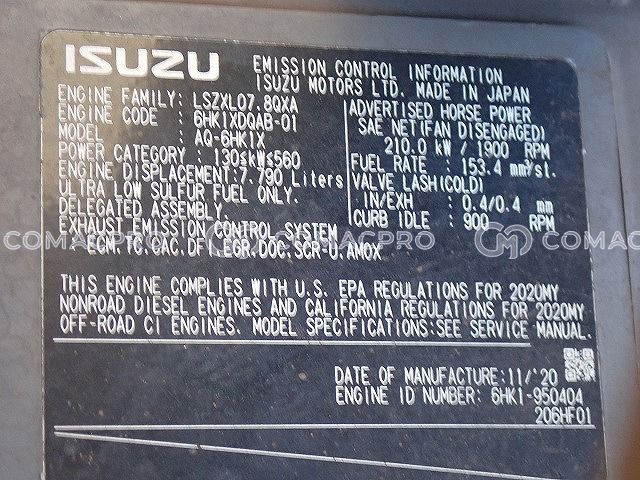 ISUZU
EMISSION CONTROL INFORMATION
ISUZU MOTORS LTD. MADE IN JAPAN
ENGINE FAMILY: LSZXL07.8QXA
ENGINE CODE : 6HK1XDQAB-01
MODEL : AQ-6HK1X
POWER CATEGORY : 130≤kW≤560
ENGINE DISPLACEMENT:7.790 Liters
ULTRA LOW SULFUR FUEL ONLY.
DELEGATED ASSEMBLY.
EXHAUST EMISSION CONTROL SYSTEM
: ECM.TC.CAC.DFI.EGR.DOC.SCR-U.AMOX
ADVERTISED HORSE POWER
SAE NET(FAN DISENGAGED)
210.0 kW / 1900 RPM
FUEL RATE : 153.4 mm³/st.
VALVE LASH(COLD)
IN/EXH : 0.4/0.4 mm
CURB IDLE : 900 RPM
COMACPRO COMACPRO COMAC
THIS ENGINE COMPLIES WITH U.S. EPA REGULATIONS FOR 2020MY
NONROAD DIESEL ENGINES AND CALIFORNIA REGULATIONS FOR 2020MY
OFF-ROAD CI ENGINES. MODEL SPECIFICATIONS:SEE SERVICE MANUAL.
DATE OF MANUFACTURE:11/'20
ENGINE ID NUMBER: 6HK1-950404
206HF01